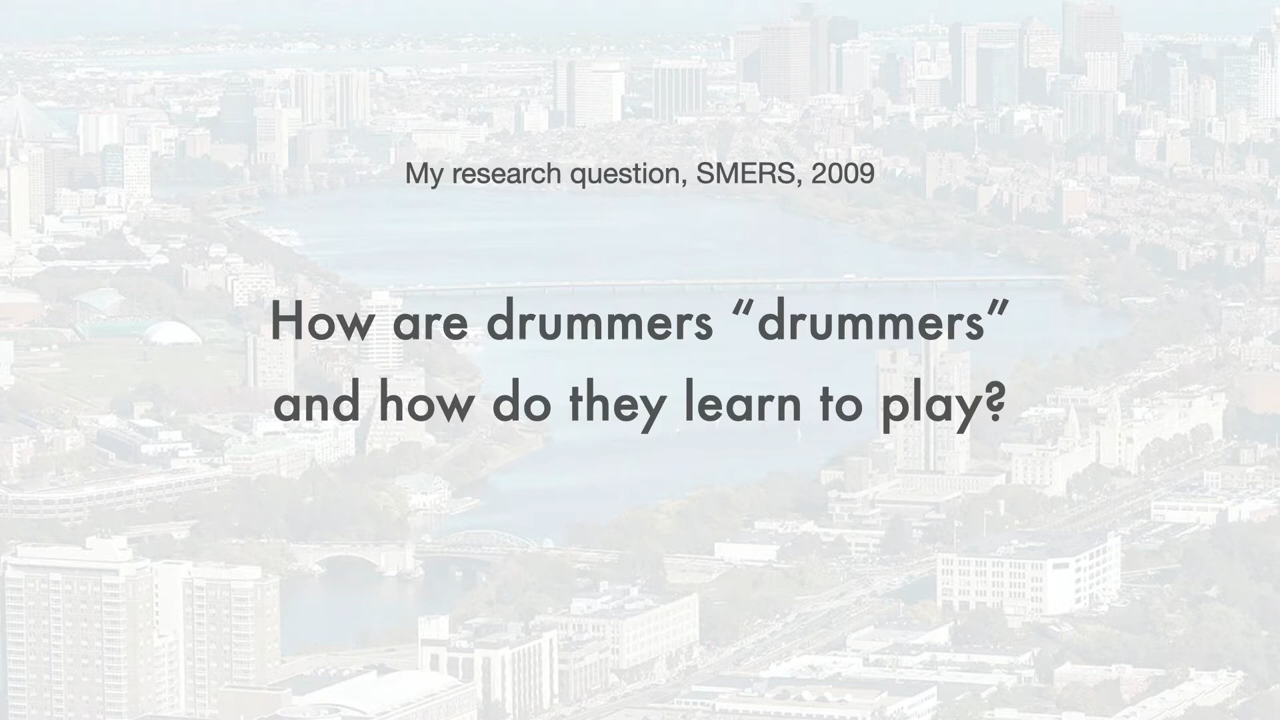 My research question, SMERS, 2009
How are drummers “drummers”
and how do they learn to play?